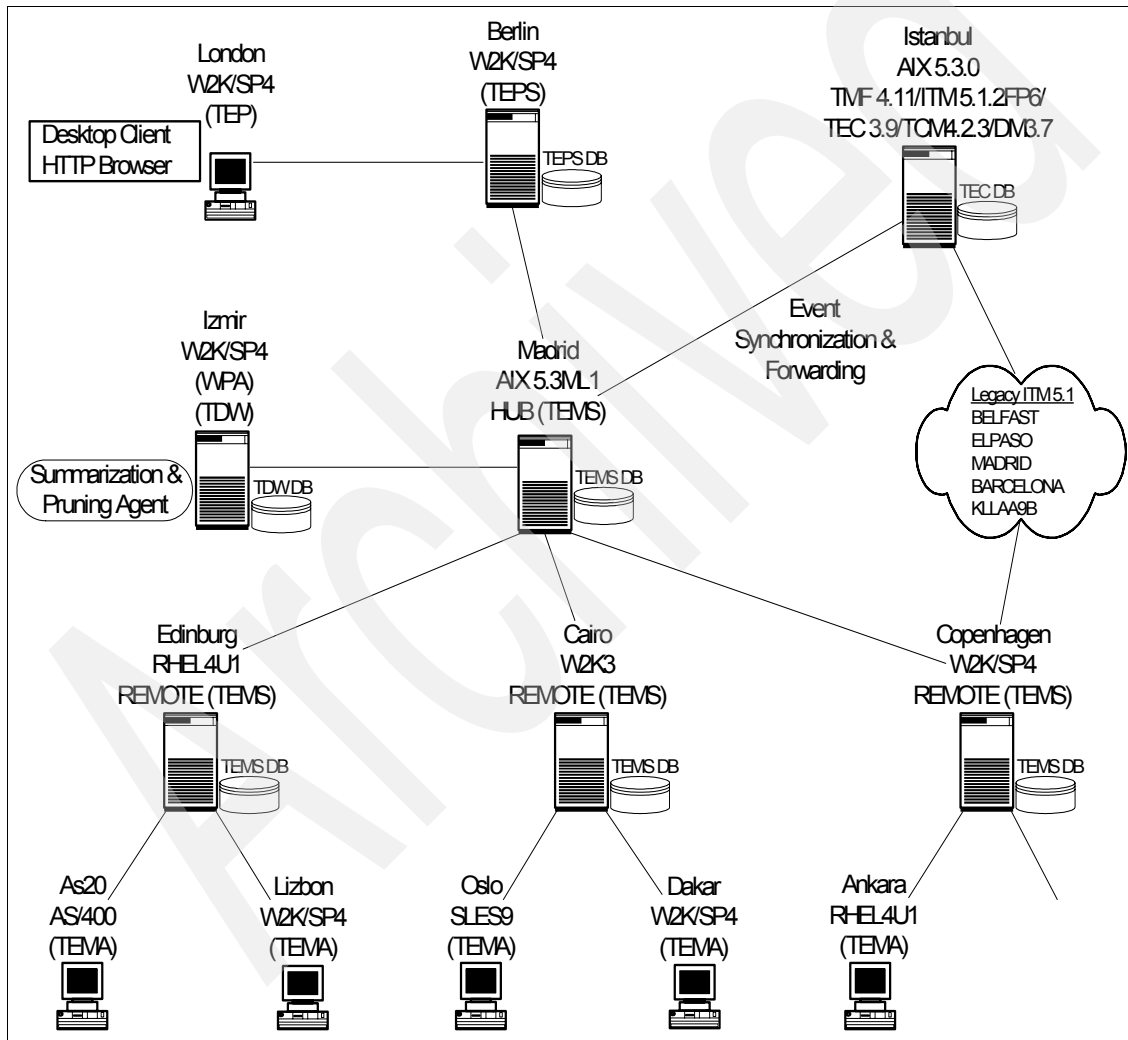 London
W2K/SP4
(TEP)
Desktop Client
HTTP Browser
Berlin
W2K/SP4
(TEPS)
TEPS DB
Istanbul
AIX 5.3.0
TMF 4.11/ITM 5.1.2FP6/
TEC 3.9/TCM4.2.3/DM3.7
TEC DB
Event
Synchronization &
Forwarding
Izmir
W2K/SP4
(WPA)
(TDW)
Summarization &
Pruning Agent
TDW DB
Madrid
AIX 5.3ML1
HUB (TEMS)
TEMS DB
Legacy ITM 5.1
BELFAST
ELPASO
MADRID
BARCELONA
KLLAA9B
Edinburg
RHEL4U1
REMOTE (TEMS)
TEMS DB
Cairo
W2K3
REMOTE (TEMS)
TEMS DB
Copenhagen
W2K/SP4
REMOTE (TEMS)
TEMS DB
As20
AS/400
(TEMA)
Lizbon
W2K/SP4
(TEMA)
Oslo
SLES9
(TEMA)
Dakar
W2K/SP4
(TEMA)
Ankara
RHEL4U1
(TEMA)
Archived